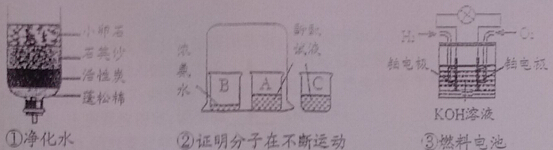 小卵石
石英沙
活性炭
蓬松棉
①净化水
浓氨水
酚酞试液
B
A
C
②证明分子在不断运动
H₂
O₂
铂电极
铂电极
KOH溶液
③燃料电池